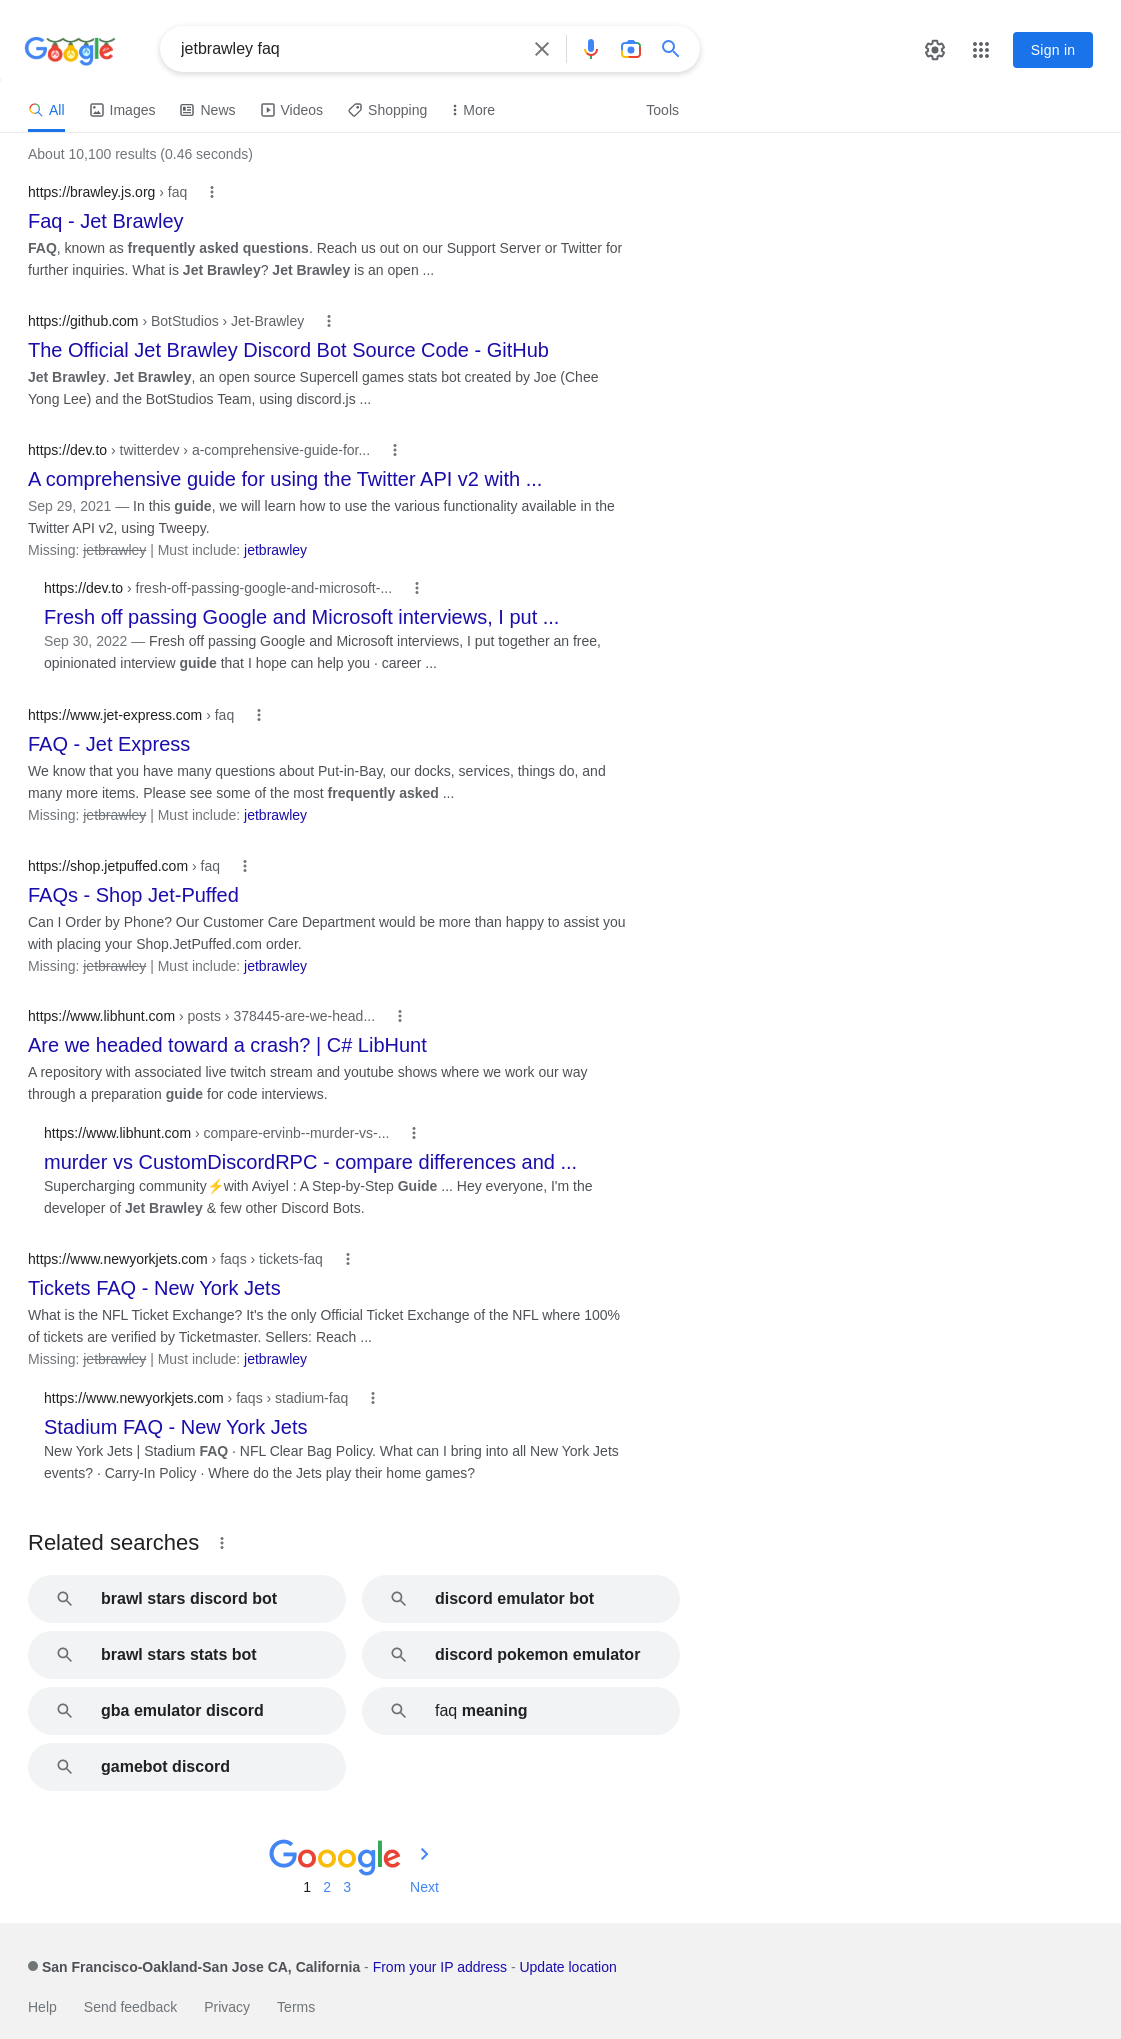 Google
jetbrawley faq
Sign in
All Images News Videos Shopping More Tools
About 10,100 results (0.46 seconds)
https://brawley.js.org › faq
Faq - Jet Brawley
FAQ, known as frequently asked questions. Reach us out on our Support Server or Twitter for
further inquiries. What is Jet Brawley? Jet Brawley is an open ...
https://github.com › BotStudios › Jet-Brawley
The Official Jet Brawley Discord Bot Source Code - GitHub
Jet Brawley. Jet Brawley, an open source Supercell games stats bot created by Joe (Chee
Yong Lee) and the BotStudios Team, using discord.js ...
https://dev.to › twitterdev › a-comprehensive-guide-for...
A comprehensive guide for using the Twitter API v2 with ...
Sep 29, 2021 — In this guide, we will learn how to use the various functionality available in the
Twitter API v2, using Tweepy.
Missing: jetbrawley | Must include: jetbrawley
https://dev.to › fresh-off-passing-google-and-microsoft-...
Fresh off passing Google and Microsoft interviews, I put ...
Sep 30, 2022 — Fresh off passing Google and Microsoft interviews, I put together an free,
opinionated interview guide that I hope can help you · career ...
https://www.jet-express.com › faq
FAQ - Jet Express
We know that you have many questions about Put-in-Bay, our docks, services, things do, and
many more items. Please see some of the most frequently asked ...
Missing: jetbrawley | Must include: jetbrawley
https://shop.jetpuffed.com › faq
FAQs - Shop Jet-Puffed
Can I Order by Phone? Our Customer Care Department would be more than happy to assist you
with placing your Shop.JetPuffed.com order.
Missing: jetbrawley | Must include: jetbrawley
https://www.libhunt.com › posts › 378445-are-we-head...
Are we headed toward a crash? | C# LibHunt
A repository with associated live twitch stream and youtube shows where we work our way
through a preparation guide for code interviews.
https://www.libhunt.com › compare-ervinb--murder-vs-...
murder vs CustomDiscordRPC - compare differences and ...
Supercharging community⚡with Aviyel : A Step-by-Step Guide ... Hey everyone, I'm the
developer of Jet Brawley & few other Discord Bots.
https://www.newyorkjets.com › faqs › tickets-faq
Tickets FAQ - New York Jets
What is the NFL Ticket Exchange? It's the only Official Ticket Exchange of the NFL where 100%
of tickets are verified by Ticketmaster. Sellers: Reach ...
Missing: jetbrawley | Must include: jetbrawley
https://www.newyorkjets.com › faqs › stadium-faq
Stadium FAQ - New York Jets
New York Jets | Stadium FAQ · NFL Clear Bag Policy. What can I bring into all New York Jets
events? · Carry-In Policy · Where do the Jets play their home games?
Related searches
brawl stars discord bot
discord emulator bot
brawl stars stats bot
discord pokemon emulator
gba emulator discord
faq meaning
gamebot discord
Gooogle
1 2 3 Next
San Francisco-Oakland-San Jose CA, California - From your IP address - Update location
Help Send feedback Privacy Terms